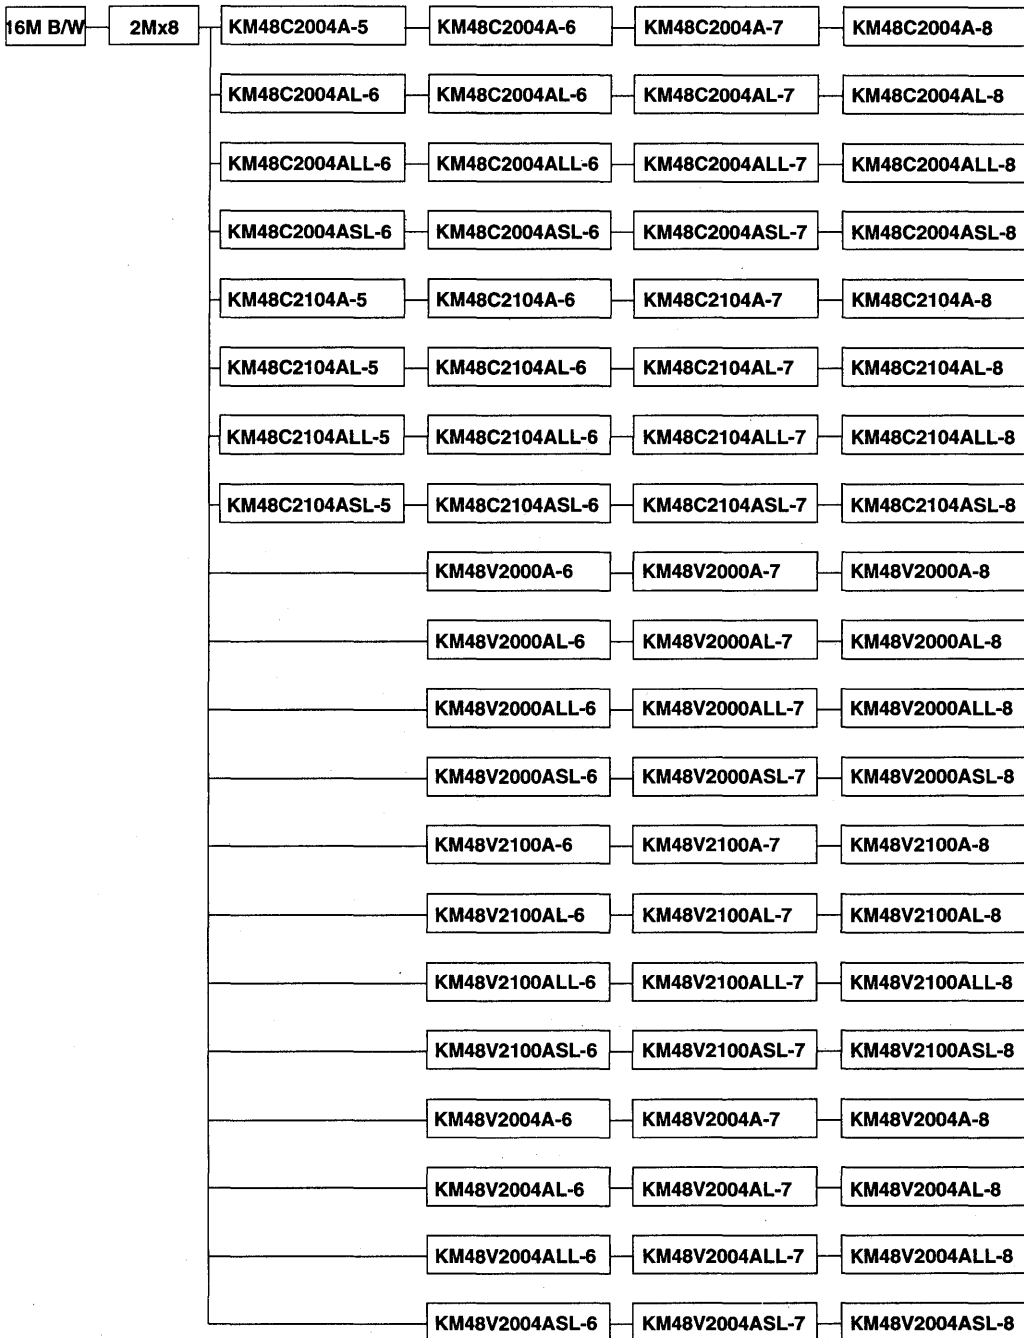 16M B/W 2Mx8 KM48C2004A-5 KM48C2004A-6 KM48C2004A-7 KM48C2004A-8
KM48C2004AL-6 KM48C2004AL-6 KM48C2004AL-7 KM48C2004AL-8
KM48C2004ALL-6 KM48C2004ALL-6 KM48C2004ALL-7 KM48C2004ALL-8
KM48C2004ASL-6 KM48C2004ASL-6 KM48C2004ASL-7 KM48C2004ASL-8
KM48C2104A-5 KM48C2104A-6 KM48C2104A-7 KM48C2104A-8
KM48C2104AL-5 KM48C2104AL-6 KM48C2104AL-7 KM48C2104AL-8
KM48C2104ALL-5 KM48C2104ALL-6 KM48C2104ALL-7 KM48C2104ALL-8
KM48C2104ASL-5 KM48C2104ASL-6 KM48C2104ASL-7 KM48C2104ASL-8
KM48V2000A-6 KM48V2000A-7 KM48V2000A-8
KM48V2000AL-6 KM48V2000AL-7 KM48V2000AL-8
KM48V2000ALL-6 KM48V2000ALL-7 KM48V2000ALL-8
KM48V2000ASL-6 KM48V2000ASL-7 KM48V2000ASL-8
KM48V2100A-6 KM48V2100A-7 KM48V2100A-8
KM48V2100AL-6 KM48V2100AL-7 KM48V2100AL-8
KM48V2100ALL-6 KM48V2100ALL-7 KM48V2100ALL-8
KM48V2100ASL-6 KM48V2100ASL-7 KM48V2100ASL-8
KM48V2004A-6 KM48V2004A-7 KM48V2004A-8
KM48V2004AL-6 KM48V2004AL-7 KM48V2004AL-8
KM48V2004ALL-6 KM48V2004ALL-7 KM48V2004ALL-8
KM48V2004ASL-6 KM48V2004ASL-7 KM48V2004ASL-8